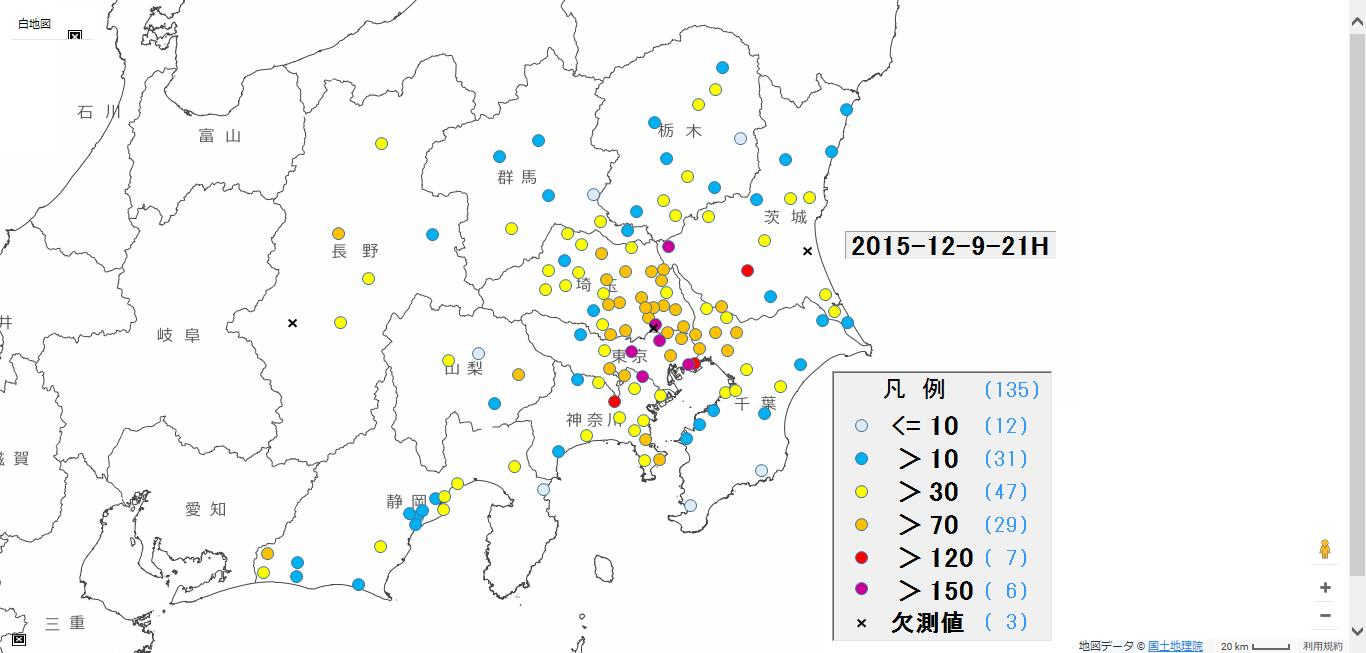 白地図
石川
富山
栃木
群馬
茨城
長野
2015-12-9-21H
埼玉
井
岐阜
東京
山梨
凡 例 (135)
千葉
神奈川
<= 10 (12)
滋賀
> 10 (31)
静岡
> 30 (47)
愛知
> 70 (29)
> 120 ( 7)
> 150 ( 6)
三重
× 欠測値 ( 3)
地図データ © 国土地理院 20 km 利用規約